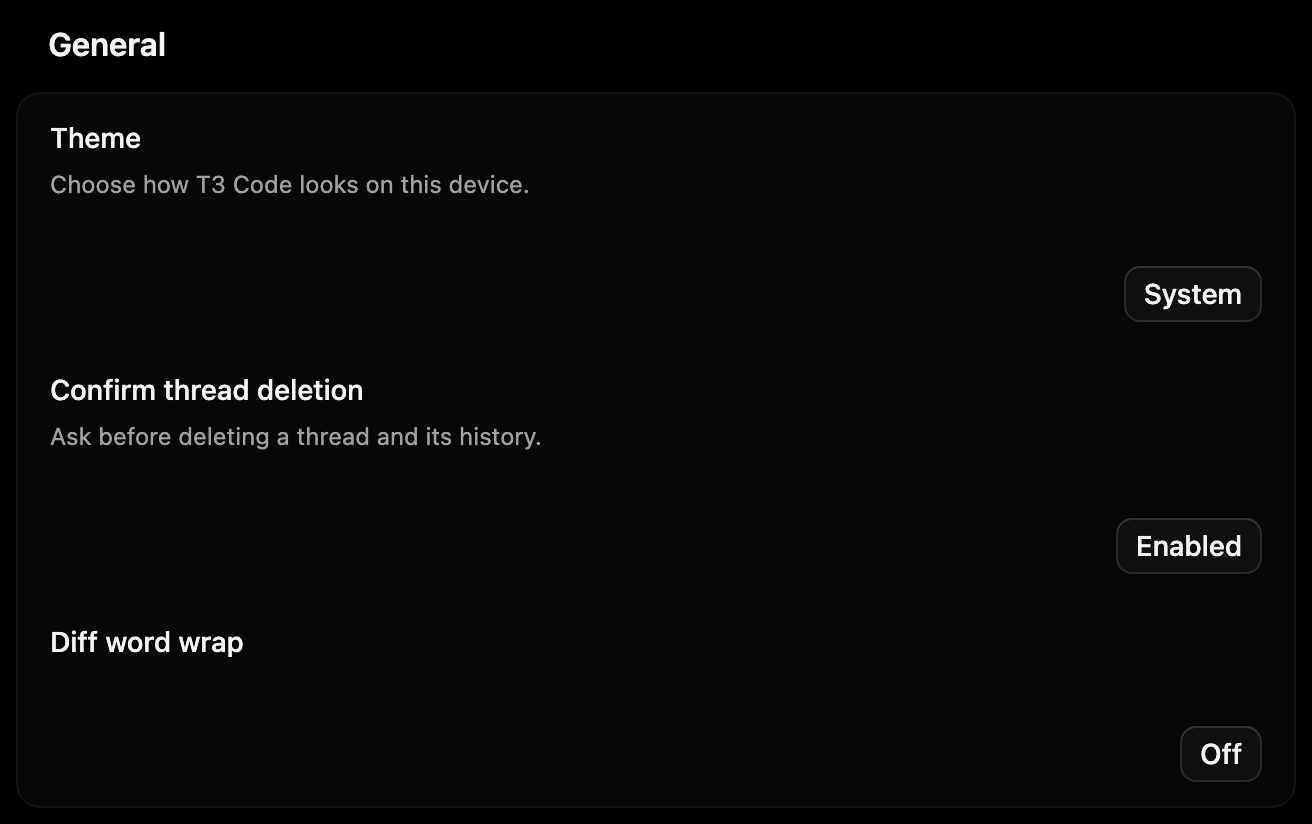 General
Theme
Choose how T3 Code looks on this device.
System
Confirm thread deletion
Ask before deleting a thread and its history.
Enabled
Diff word wrap
Off